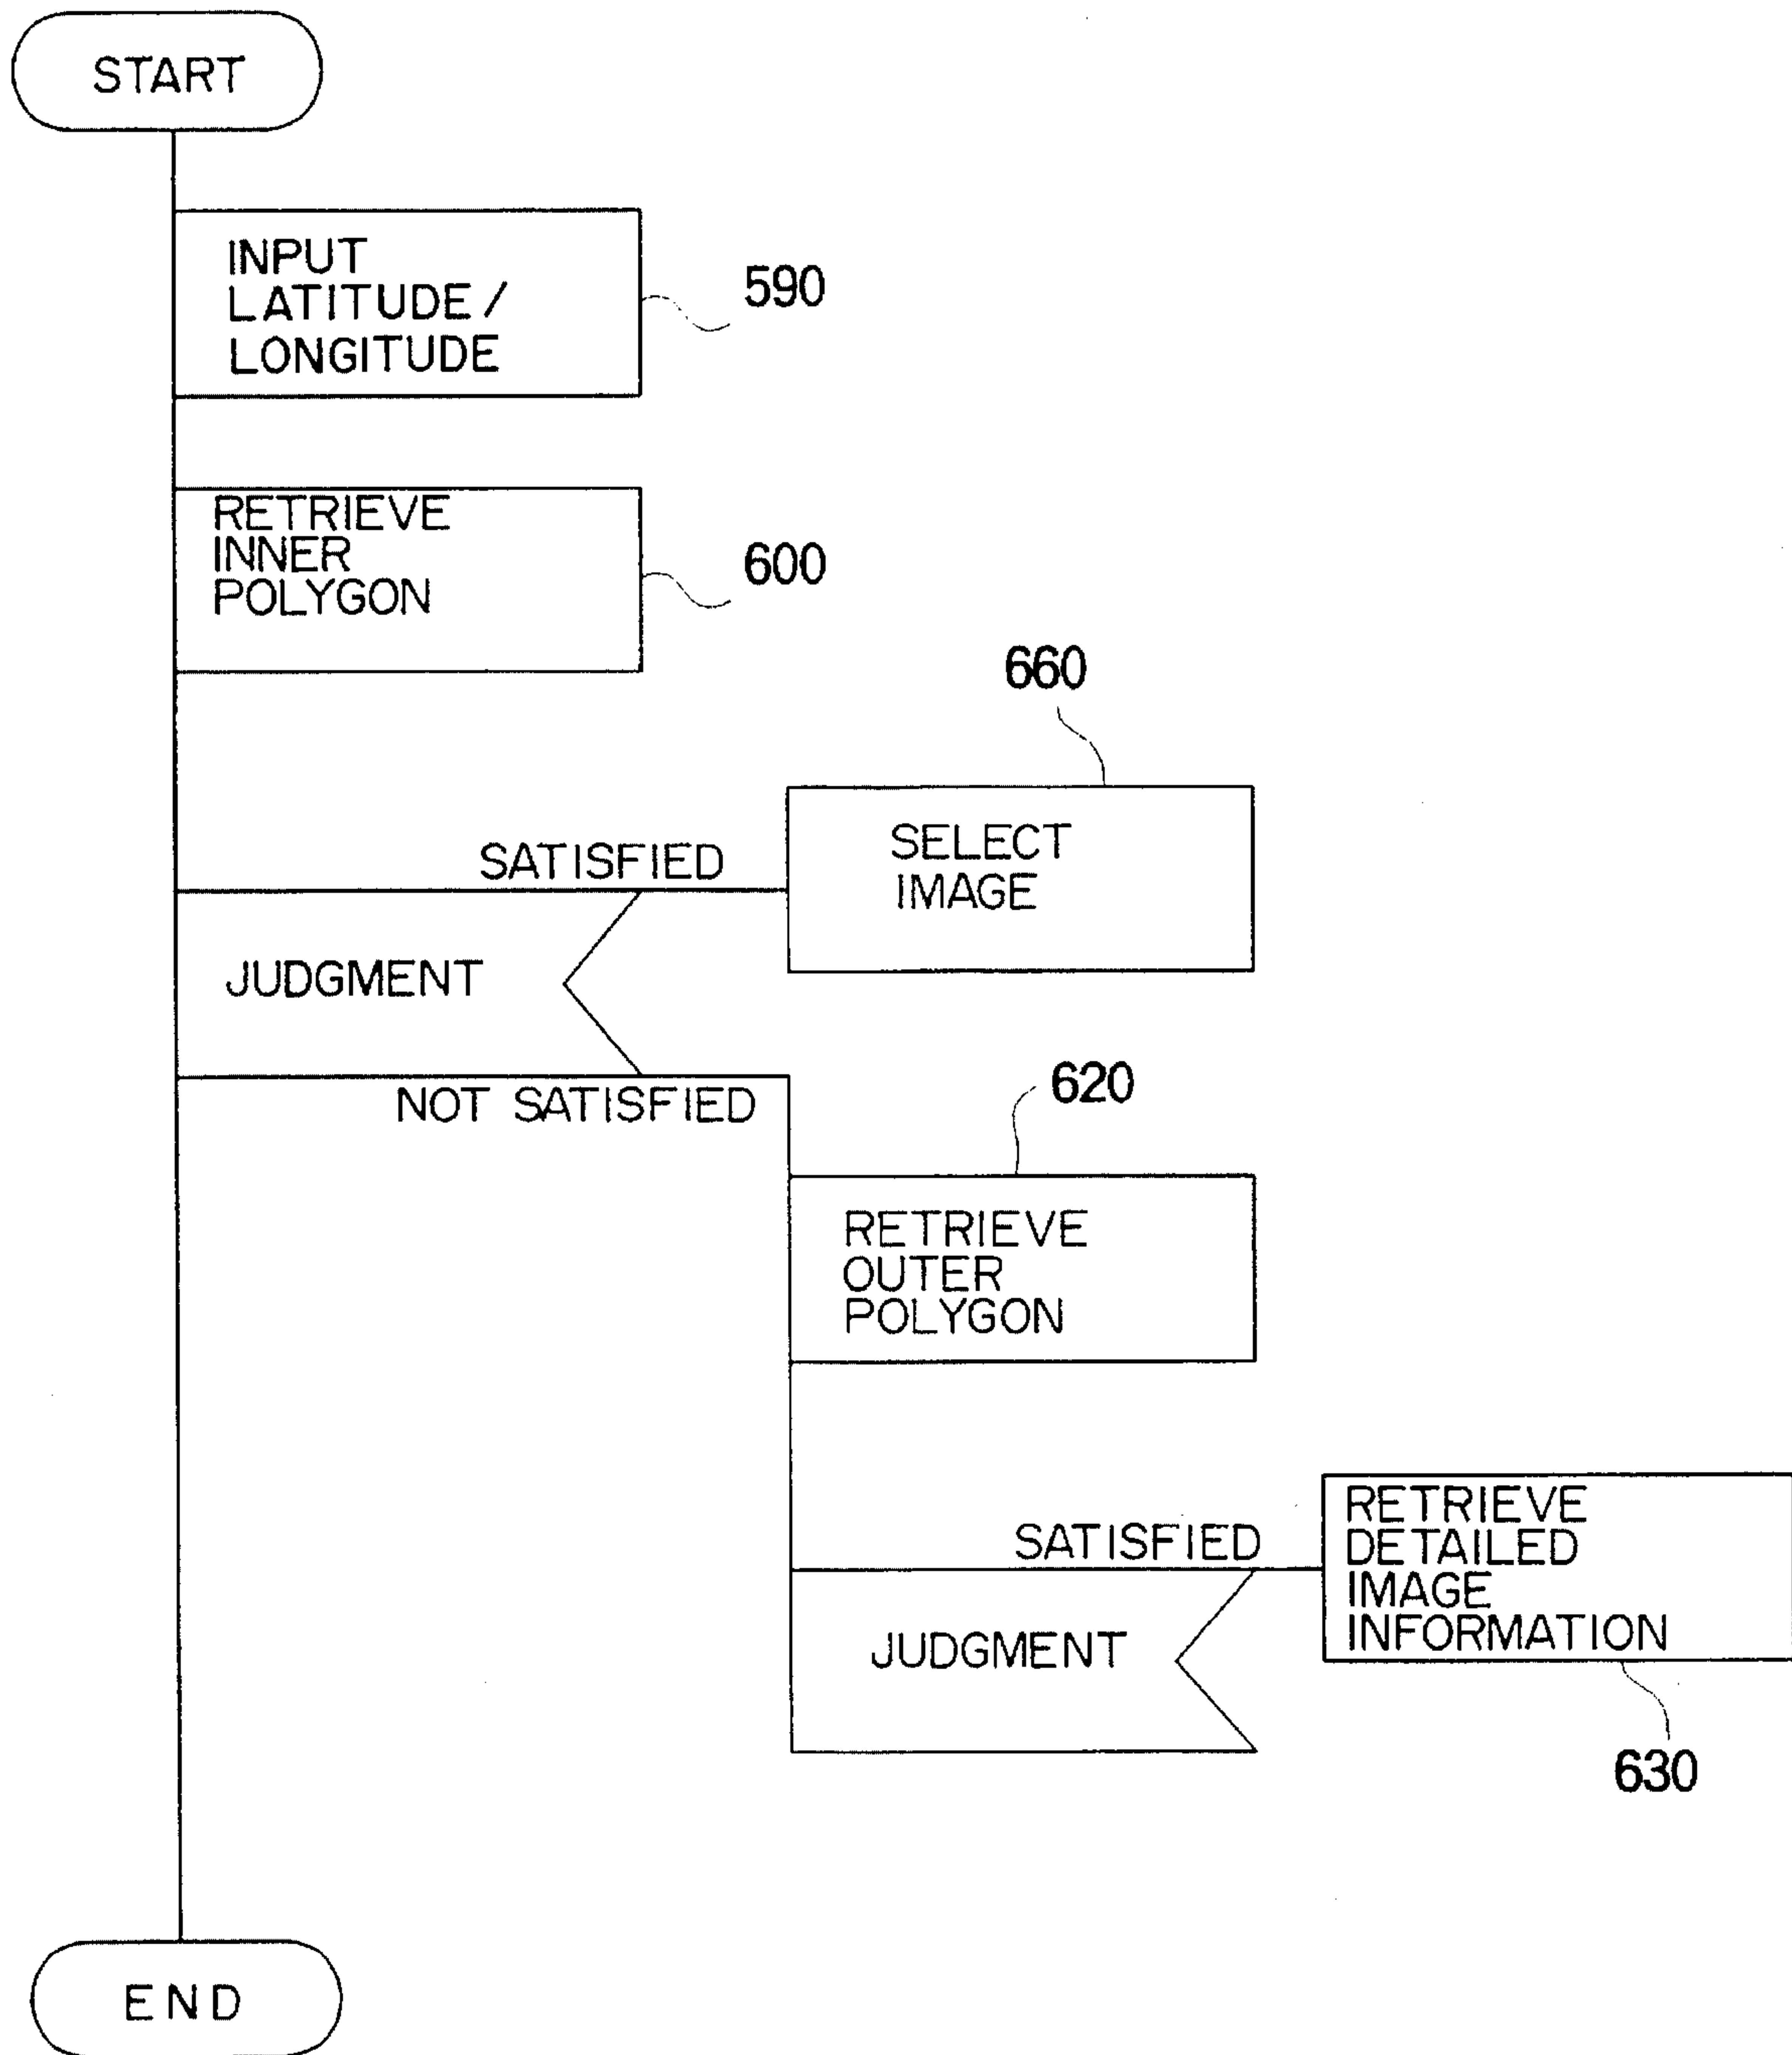 START
INPUT
LATITUDE /
LONGITUDE
590
RETRIEVE
INNER
POLYGON
600
660
SELECT
IMAGE
SATISFIED
JUDGMENT
NOT SATISFIED
620
RETRIEVE
OUTER
POLYGON
SATISFIED
RETRIEVE
DETAILED
IMAGE
INFORMATION
JUDGMENT
630
END